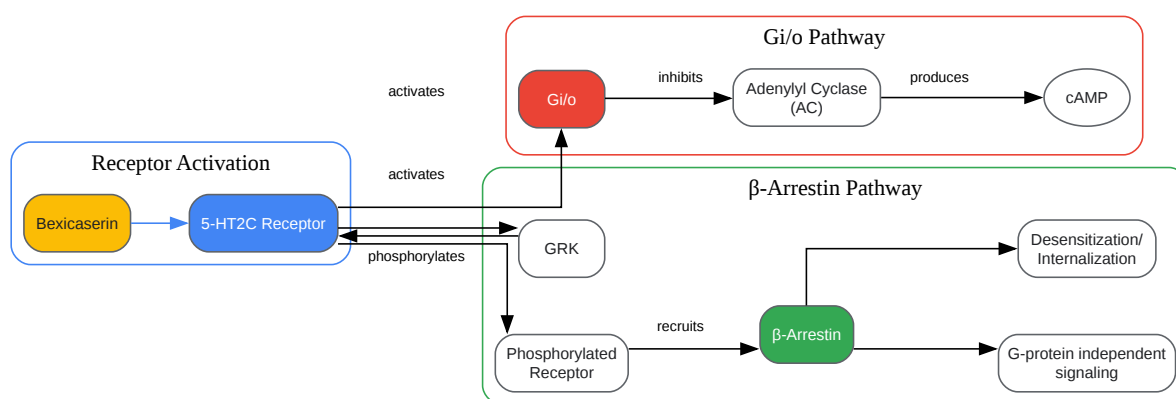 Gi/o Pathway
activates
Gi/o
inhibits
Adenylyl Cyclase
(AC)
produces
cAMP
Receptor Activation
activates
β-Arrestin Pathway
Bexicaserin
5-HT2C Receptor
phosphorylates
GRK
Desensitization/
Internalization
recruits
β-Arrestin
Phosphorylated
Receptor
G-protein independent
signaling